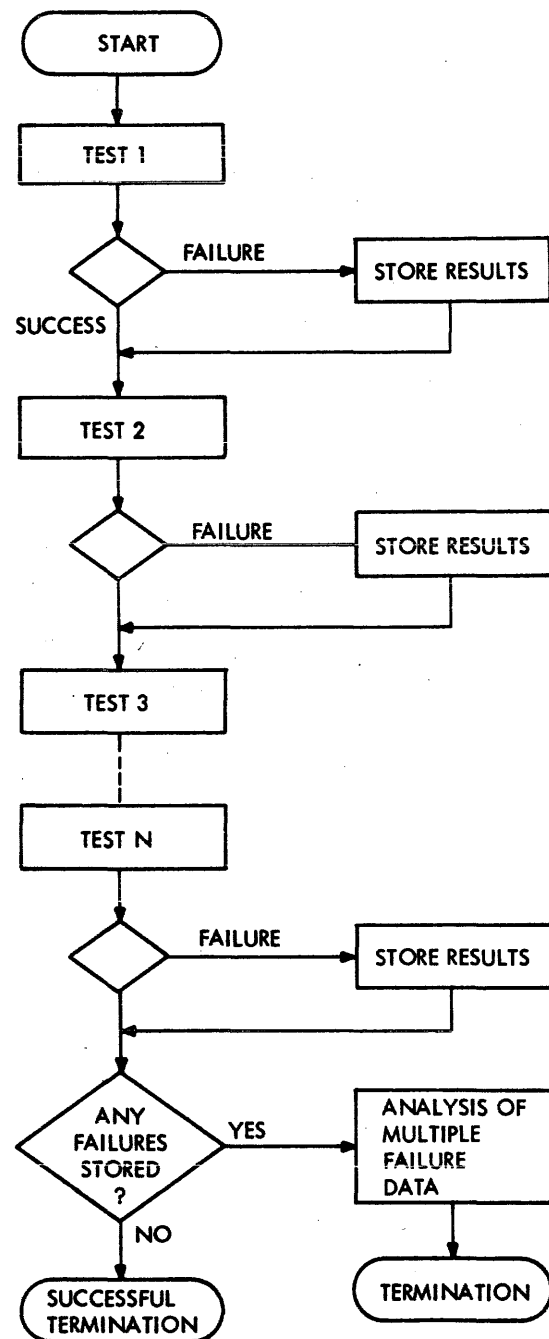 START
TEST 1
FAILURE
STORE RESULTS
SUCCESS
TEST 2
FAILURE
STORE RESULTS
TEST 3
TEST N
FAILURE
STORE RESULTS
ANY
FAILURES
STORED
?
YES
ANALYSIS OF
MULTIPLE
FAILURE
DATA
NO
SUCCESSFUL
TERMINATION
TERMINATION